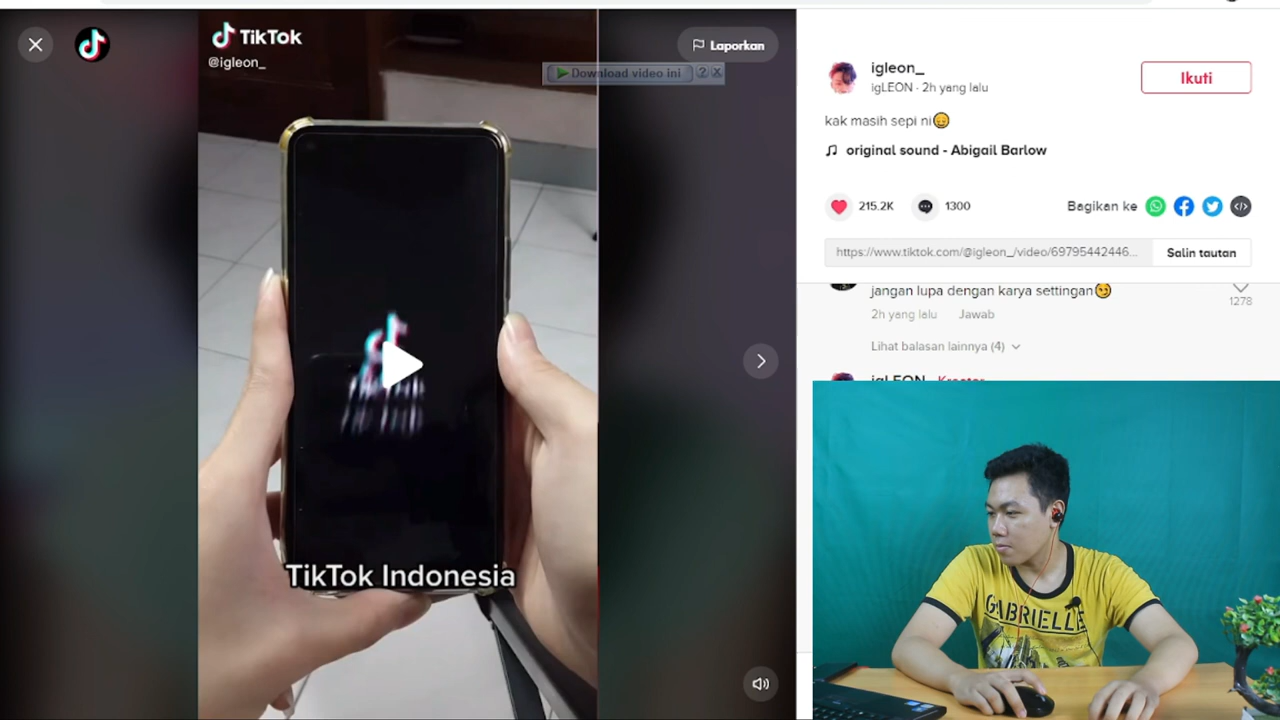 TikTok
@igleon_
Laporkan
Download video ini
?
TikTok Indonesia
igleon_
igLEON · 2h yang lalu
Ikuti
kak masih sepi ni😑
original sound - Abigail Barlow
215.2K
1300
Bagikan ke
https://www.tiktok.com/@igleon_/video/69795442446...
Salin tautan
jangan lupa dengan karya settingan😏
1278
2h yang lalu
Jawab
Lihat balasan lainnya (4)
igLEON · Kreator
GABRIELLE